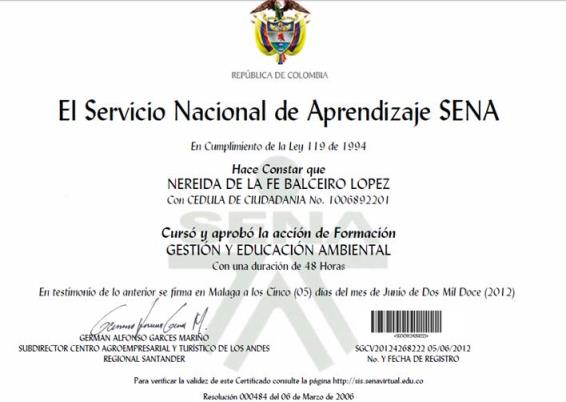 REPÚBLICA DE COLOMBIA
El Servicio Nacional de Aprendizaje SENA
En Cumplimiento de la Ley 119 de 1994
Hace Constar que
NEREIDA DE LA FE BALCEIRO LOPEZ
Con CEDULA DE CIUDADANIA No. 1006892201
SENA
Cursó y aprobó la acción de Formación
GESTIÓN Y EDUCACIÓN AMBIENTAL
Con una duración de 48 Horas
En testimonio de lo anterior se firma en Malaga a los Cinco (05) días del mes de Junio de Dos Mil Doce (2012)
GERMAN ALFONSO GARCES MARIÑO
SUBDIRECTOR CENTRO AGROEMPRESARIAL Y TURÍSTICO DE LOS ANDES
REGIONAL SANTANDER
SGCV20124268222 05/06/2012
No. Y FECHA DE REGISTRO
Para verificar la validez de este Certificado consulte la página http://sis.senavirtual.edu.co
Resolución 000484 del 06 de Marzo de 2006